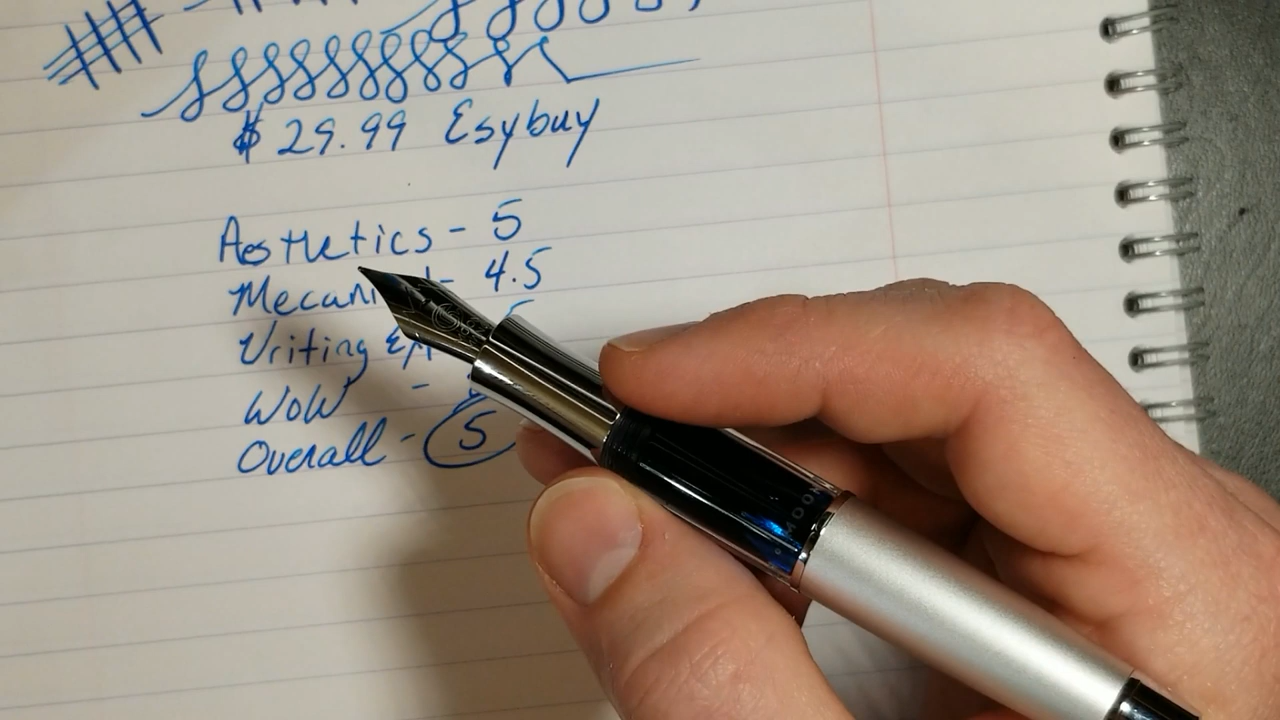 $29.99 Esybuy
Aesthetics - 5
- 4.5
Writing
WoW -
Overall - 5